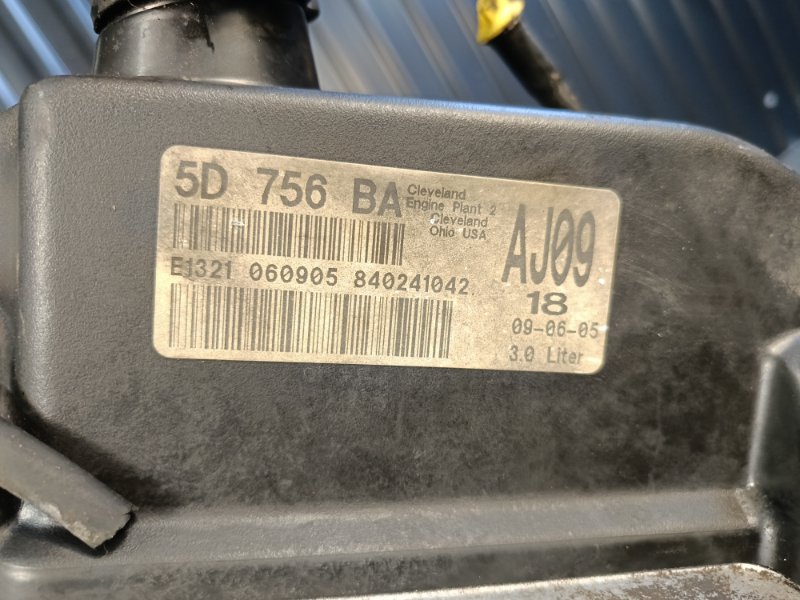 5D 756 BA
Cleveland
Engine Plant 2
Cleveland
Ohio USA
AJ09
E1321 060905 840241042
18
09-06-05
3.0 Liter